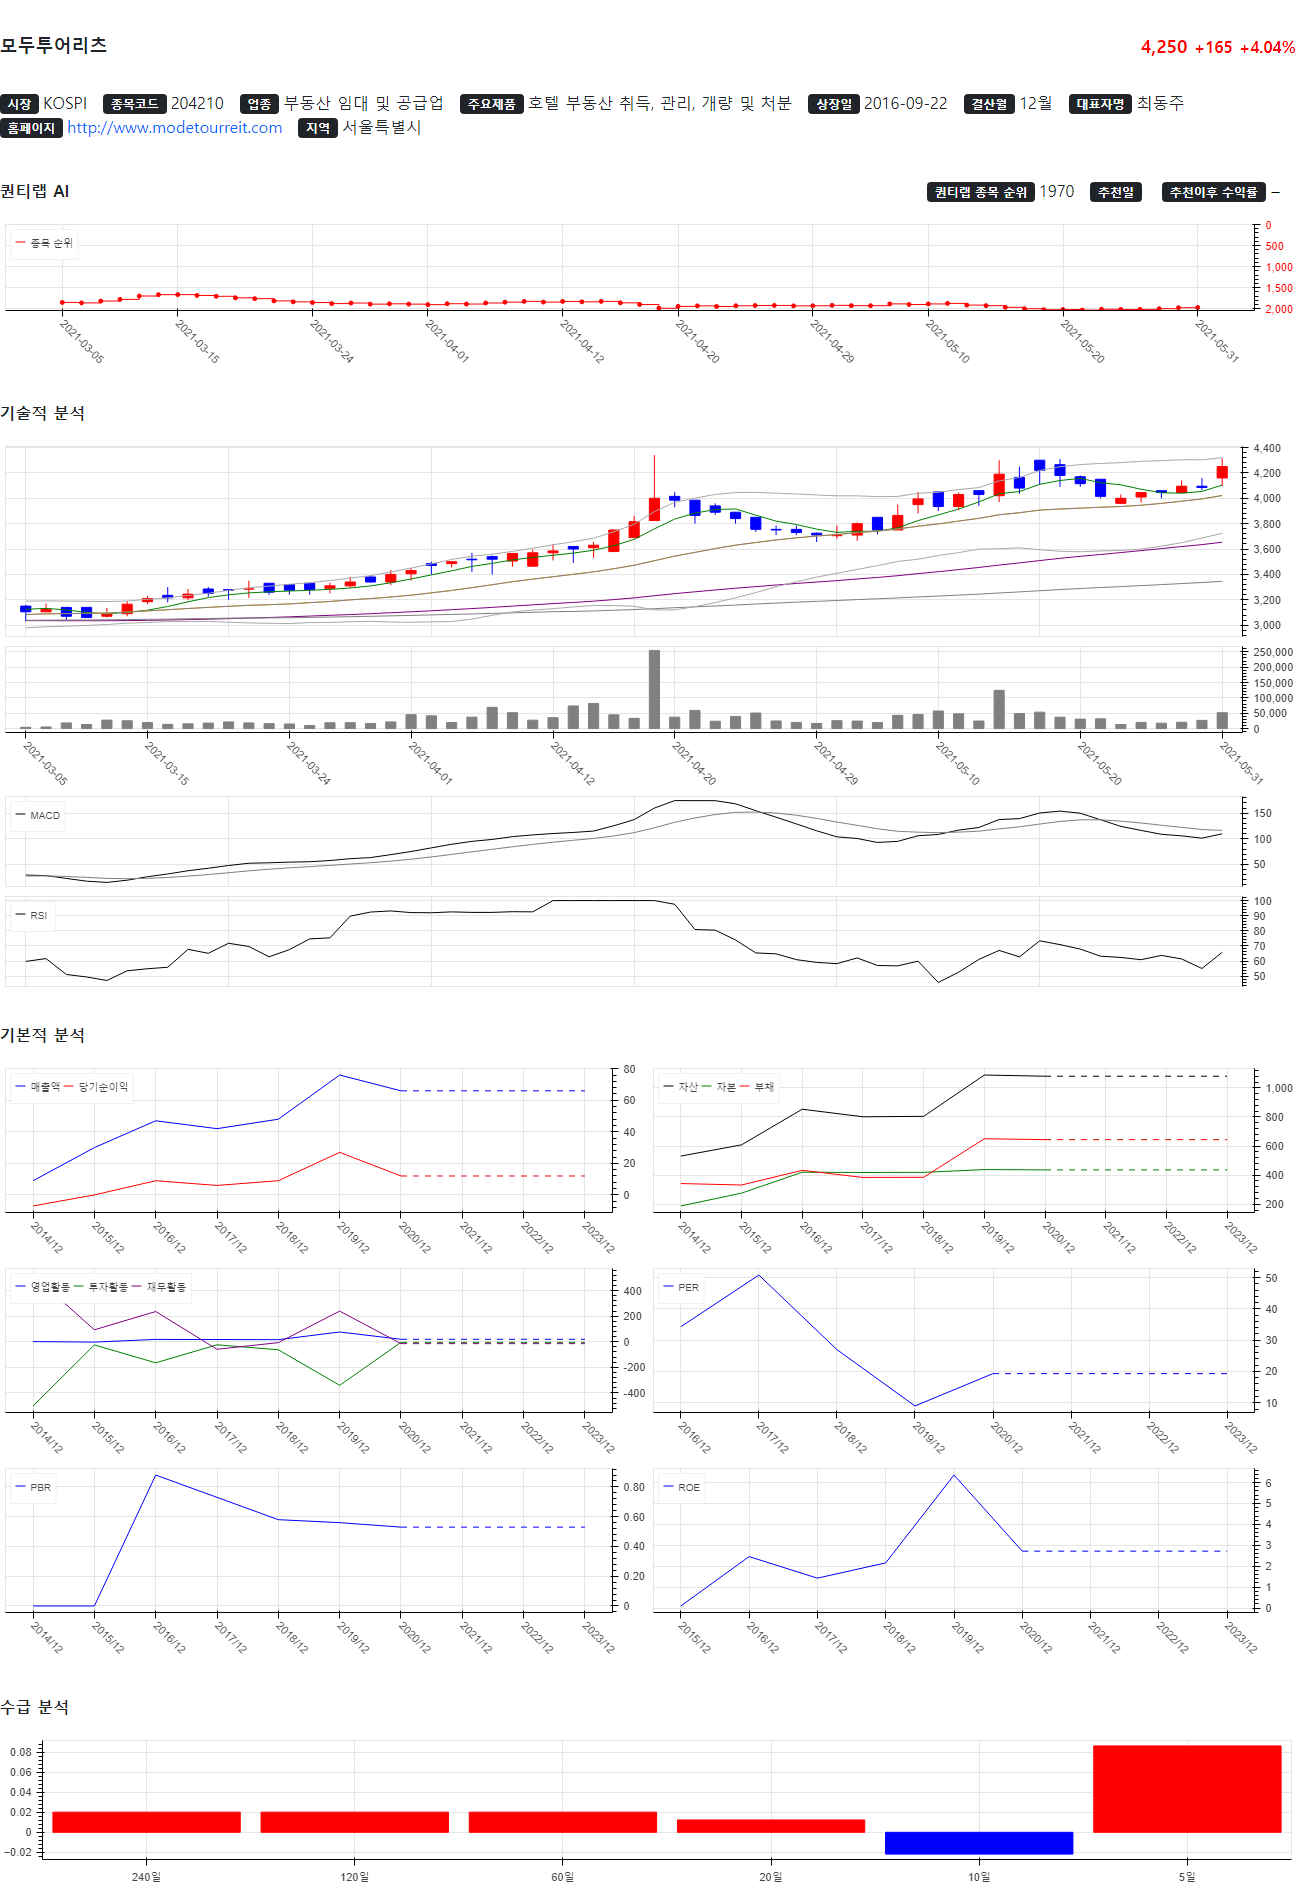 모두투어리츠
4,250 +165 +4.04%
시장 KOSPI 종목코드 204210 업종 부동산 임대 및 공급업 주요제품 호텔 부동산 취득, 관리, 개량 및 처분 상장일 2016-09-22 결산월 12월 대표자명 최동주
홈페이지 http://www.modetourreit.com 지역 서울특별시
퀀티랩 AI
퀀티랩 종목 순위 1970 추천일 추천이후 수익률 –
종목 순위
0
500
1,000
1,500
2,000
2021-03-05 2021-03-15 2021-03-24 2021-04-01 2021-04-12 2021-04-20 2021-04-29 2021-05-10 2021-05-20 2021-05-31
기술적 분석
4,400
4,200
4,000
3,800
3,600
3,400
3,200
3,000
250,000
200,000
150,000
100,000
50,000
0
2021-03-05 2021-03-15 2021-03-24 2021-04-01 2021-04-12 2021-04-20 2021-04-29 2021-05-10 2021-05-20 2021-05-31
MACD
150
100
50
RSI
100
90
80
70
60
50
기본적 분석
매출액 당기순이익
80
60
40
20
0
2014/12 2015/12 2016/12 2017/12 2018/12 2019/12 2020/12 2021/12 2022/12 2023/12
자산 자본 부채
1,000
800
600
400
200
2014/12 2015/12 2016/12 2017/12 2018/12 2019/12 2020/12 2021/12 2022/12 2023/12
영업활동 투자활동 재무활동
400
200
0
-200
-400
2014/12 2015/12 2016/12 2017/12 2018/12 2019/12 2020/12 2021/12 2022/12 2023/12
PER
50
40
30
20
10
2016/12 2017/12 2018/12 2019/12 2020/12 2021/12 2022/12 2023/12
PBR
0.80
0.60
0.40
0.20
0
2014/12 2015/12 2016/12 2017/12 2018/12 2019/12 2020/12 2021/12 2022/12 2023/12
ROE
6
5
4
3
2
1
0
2015/12 2016/12 2017/12 2018/12 2019/12 2020/12 2021/12 2022/12 2023/12
수급 분석
0.08
0.06
0.04
0.02
0
−0.02
240일 120일 60일 20일 10일 5일